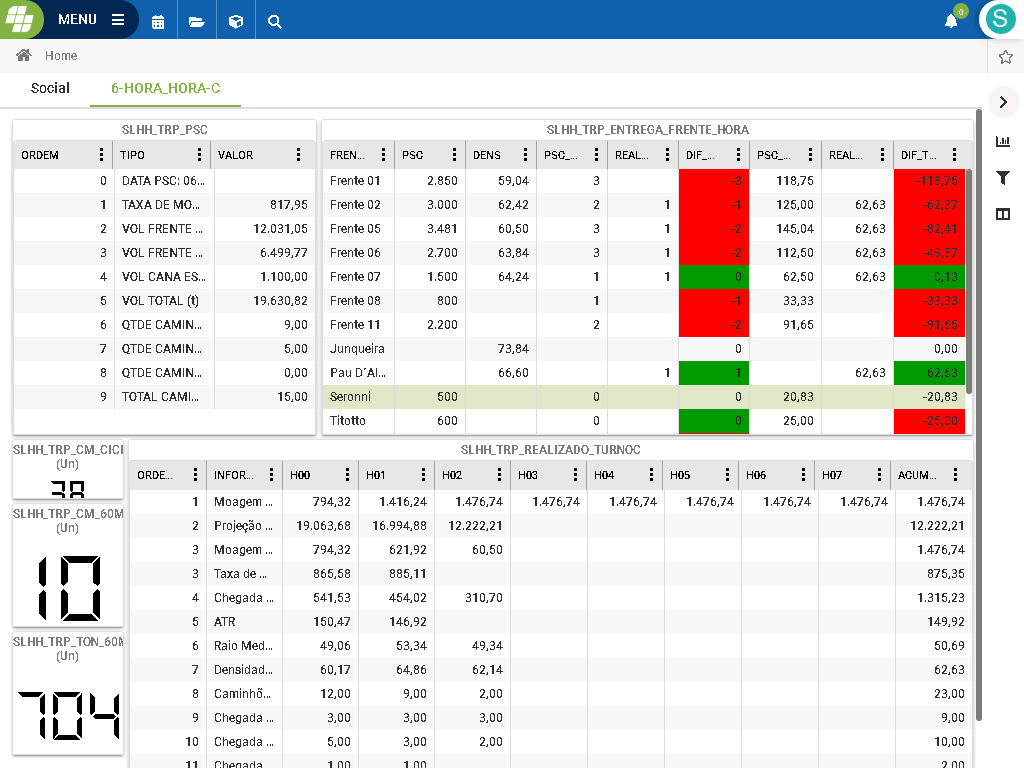 MENU
0
S
Home
Social 6-HORA_HORA-C
SLHH_TRP_PSC
ORDEM TIPO VALOR
0 DATA PSC: 06...
1 TAXA DE MO... 817,95
2 VOL FRENTE ... 12.031,05
3 VOL FRENTE ... 6.499,77
4 VOL CANA ES... 1.100,00
5 VOL TOTAL (t) 19.630,82
6 QTDE CAMIN... 9,00
7 QTDE CAMIN... 5,00
8 QTDE CAMIN... 0,00
9 TOTAL CAMI... 15,00
SLHH_TRP_ENTREGA_FRENTE_HORA
FREN... PSC DENS PSC_... REAL... DIF_... PSC_... REAL... DIF_T...
Frente 01 2.850 59,04 3 -3 118,75 -118,75
Frente 02 3.000 62,42 2 1 -1 125,00 62,63 -62,37
Frente 05 3.481 60,50 3 1 -2 145,04 62,63 -82,41
Frente 06 2.700 63,84 3 1 -2 112,50 62,63 -49,87
Frente 07 1.500 64,24 1 1 0 62,50 62,63 0,13
Frente 08 800 1 -1 33,33 -33,33
Frente 11 2.200 2 -2 91,65 -91,65
Junqueira 73,84 0 0,00
Pau D´Al... 66,60 1 1 62,63 62,63
Seronni 500 0 0 20,83 -20,83
Titotto 600 0 0 25,00 -25,00
SLHH_TRP_CM_CICI
(Un)
38
SLHH_TRP_CM_60M
(Un)
10
SLHH_TRP_TON_60M
(Un)
704
SLHH_TRP_REALIZADO_TURNOC
ORDE... INFOR... H00 H01 H02 H03 H04 H05 H06 H07 ACUM...
1 Moagem ... 794,32 1.416,24 1.476,74 1.476,74 1.476,74 1.476,74 1.476,74 1.476,74 1.476,74
2 Projeção ... 19.063,68 16.994,88 12.222,21 12.222,21
3 Moagem ... 794,32 621,92 60,50 1.476,74
3 Taxa de ... 865,58 885,11 875,35
4 Chegada ... 541,53 454,02 310,70 1.315,23
5 ATR 150,47 146,92 149,92
6 Raio Med... 49,06 53,34 49,34 50,69
7 Densidad... 60,17 64,86 62,14 62,63
8 Caminhõ... 12,00 9,00 2,00 23,00
9 Chegada ... 3,00 3,00 3,00 9,00
10 Chegada ... 5,00 3,00 2,00 10,00
11 Chegada ... 1,00 1,00 2,00